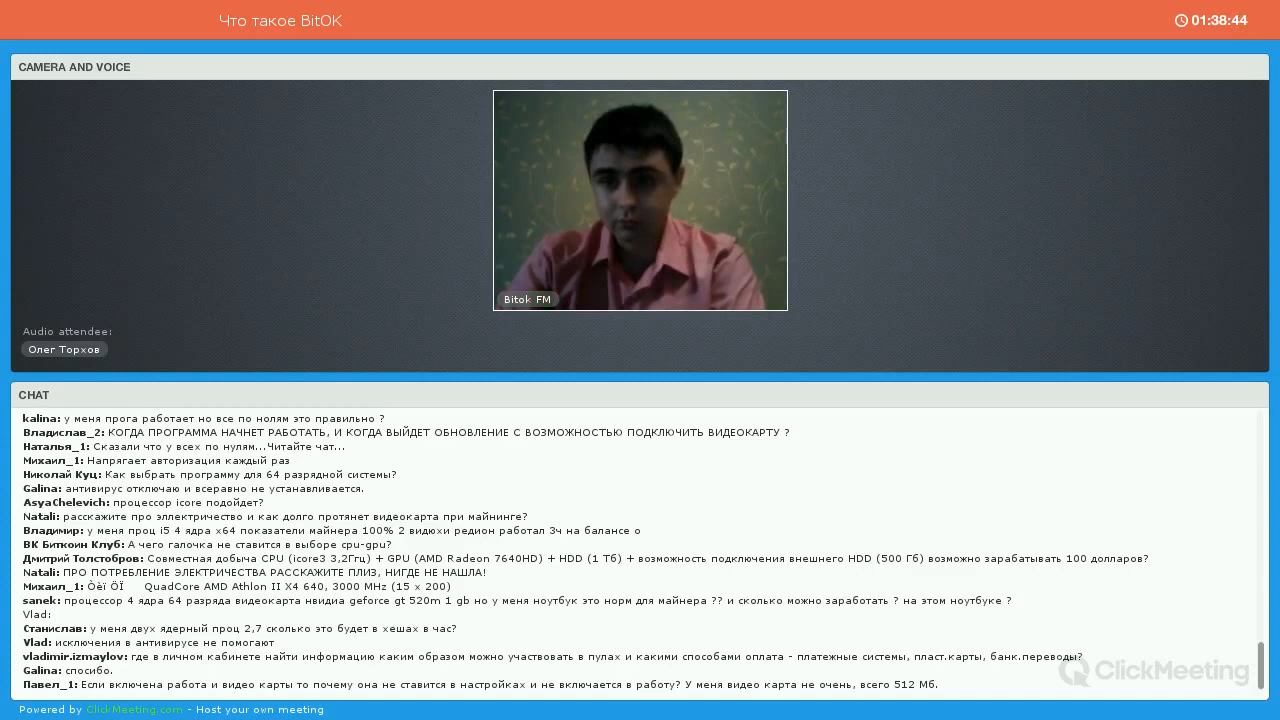 Что такое BitOK
01:38:44
CAMERA AND VOICE
Bitok FM
Audio attendee:
Олег Торхов
CHAT
kalina: у меня прога работает но все по нолям это правильно ?
Владислав_2: КОГДА ПРОГРАММА НАЧНЕТ РАБОТАТЬ, И КОГДА ВЫЙДЕТ ОБНОВЛЕНИЕ С ВОЗМОЖНОСТЬЮ ПОДКЛЮЧИТЬ ВИДЕОКАРТУ ?
Наталья_1: Сказали что у всех по нулям...Читайте чат...
Михаил_1: Напрягает авторизация каждый раз
Николай Куц: Как выбрать программу для 64 разрядной системы?
Galina: антивирус отключаю и всеравно не устанавливается.
AsyaChelevich: процессор icore подойдет?
Natali: расскажите про эллектричество и как долго протянет видеокарта при майнинге?
Владимир: у меня проц i5 4 ядра x64 показатели майнера 100% 2 видюхи редион работал 3ч на балансе о
ВК Биткоин Клуб: А чего галочка не ставится в выборе cpu-gpu?
Дмитрий Толстобров: Совместная добыча CPU (icore3 3,2Ггц) + GPU (AMD Radeon 7640HD) + HDD (1 Тб) + возможность подключения внешнего HDD (500 Гб) возможно зарабатывать 100 долларов?
Natali: ПРО ПОТРЕБЛЕНИЕ ЭЛЕКТРИЧЕСТВА РАССКАЖИТЕ ПЛИЗ, НИГДЕ НЕ НАШЛА!
Михаил_1: Òèï ÖÏ QuadCore AMD Athlon II X4 640, 3000 MHz (15 x 200)
sanek: процессор 4 ядра 64 разряда видеокарта нвидиа geforce gt 520m 1 gb но у меня ноутбук это норм для майнера ?? и сколько можно заработать ? на этом ноутбуке ?
Vlad:
Станислав: у меня двух ядерный проц 2,7 сколько это будет в хешах в час?
Vlad: исключения в антивирусе не помогают
vladimir.izmaylov: где в личном кабинете найти информацию каким образом можно участвовать в пулах и какими способами оплата - платежные системы, пласт.карты, банк.переводы?
Galina: спосибо.
Павел_1: Если включена работа и видео карты то почему она не ставится в настройках и не включается в работу? У меня видео карта не очень, всего 512 Мб.
ClickMeeting
Powered by ClickMeeting.com - Host your own meeting